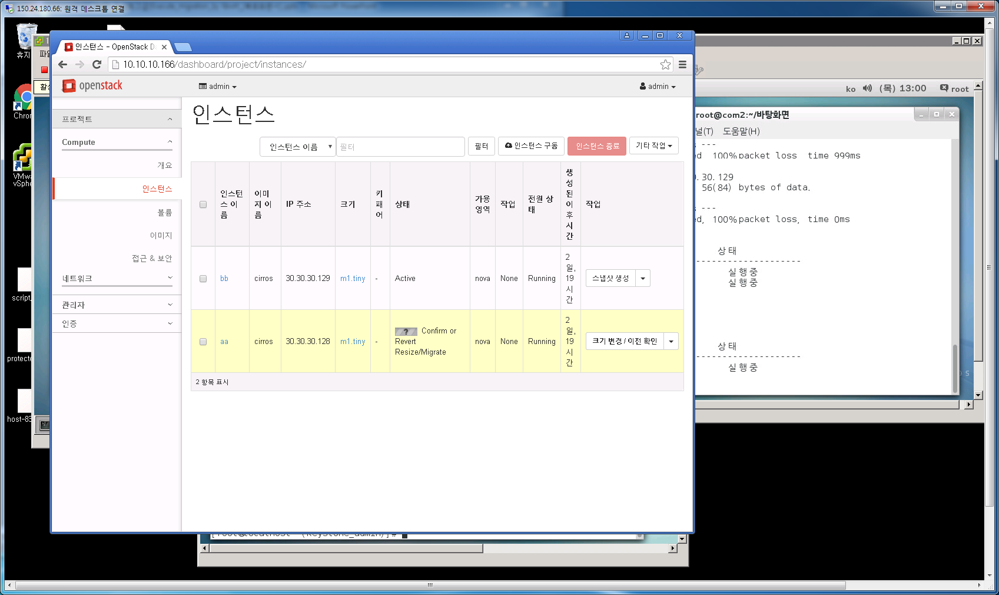 150.24.180.66: 원격 데스크톱 연결
휴지
Chron
VMwa
vSphe
script,
protecte
host-83
파일
활성
인스턴스 - OpenStack Da
10.10.10.166/dashboard/project/instances/
openstack
admin
admin
프로젝트
Compute
개요
인스턴스
볼륨
이미지
접근 & 보안
네트워크
관리자
인증
인스턴스
인스턴스 이름
필터
필터
인스턴스 구동
인스턴스 종료
기타 작업
인스턴
스 이
름
이미
지 이
름
IP 주소
크기
키
패
어
상태
가용
영역
작업
전원 상
태
생
성
된
이
후
시
간
작업
bb
cirros
30.30.30.129
m1.tiny
-
Active
nova
None
Running
2
일,
19
시
간
스냅샷 생성
aa
cirros
30.30.30.128
m1.tiny
-
? Confirm or
Revert
Resize/Migrate
nova
None
Running
2
일,
19
시
간
크기 변경 / 이전 확인
2 항목 표시
ko
(목) 13:00
root
root@com2:~/바탕화면
널(T) 도움말(H)
s ---
ed 100% packet loss time 999ms
0. 30. 129
56(84) bytes of data.
s ---
ed, 100% packet loss, time 0ms
상태
--------------------
실행중
실행중
상태
--------------------
실행중
OS